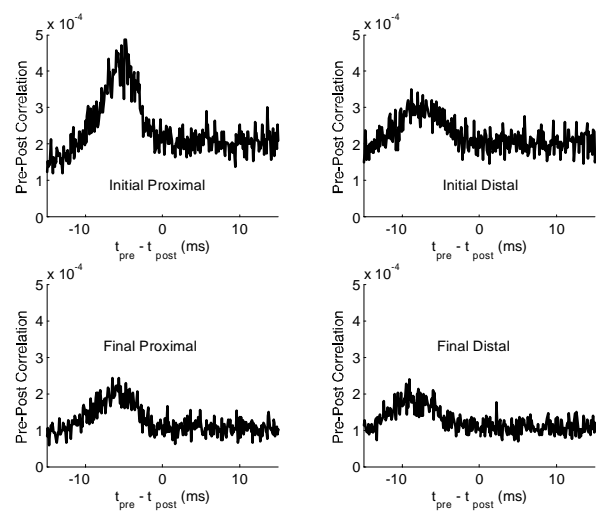 x 10^-4
5
4
3
2
1
0
Pre-Post Correlation
Initial Proximal
-10 0 10
t_pre - t_post (ms)
x 10^-4
5
4
3
2
1
0
Pre-Post Correlation
Initial Distal
-10 0 10
t_pre - t_post (ms)
x 10^-4
5
4
3
2
1
0
Pre-Post Correlation
Final Proximal
-10 0 10
t_pre - t_post (ms)
x 10^-4
5
4
3
2
1
0
Pre-Post Correlation
Final Distal
-10 0 10
t_pre - t_post (ms)